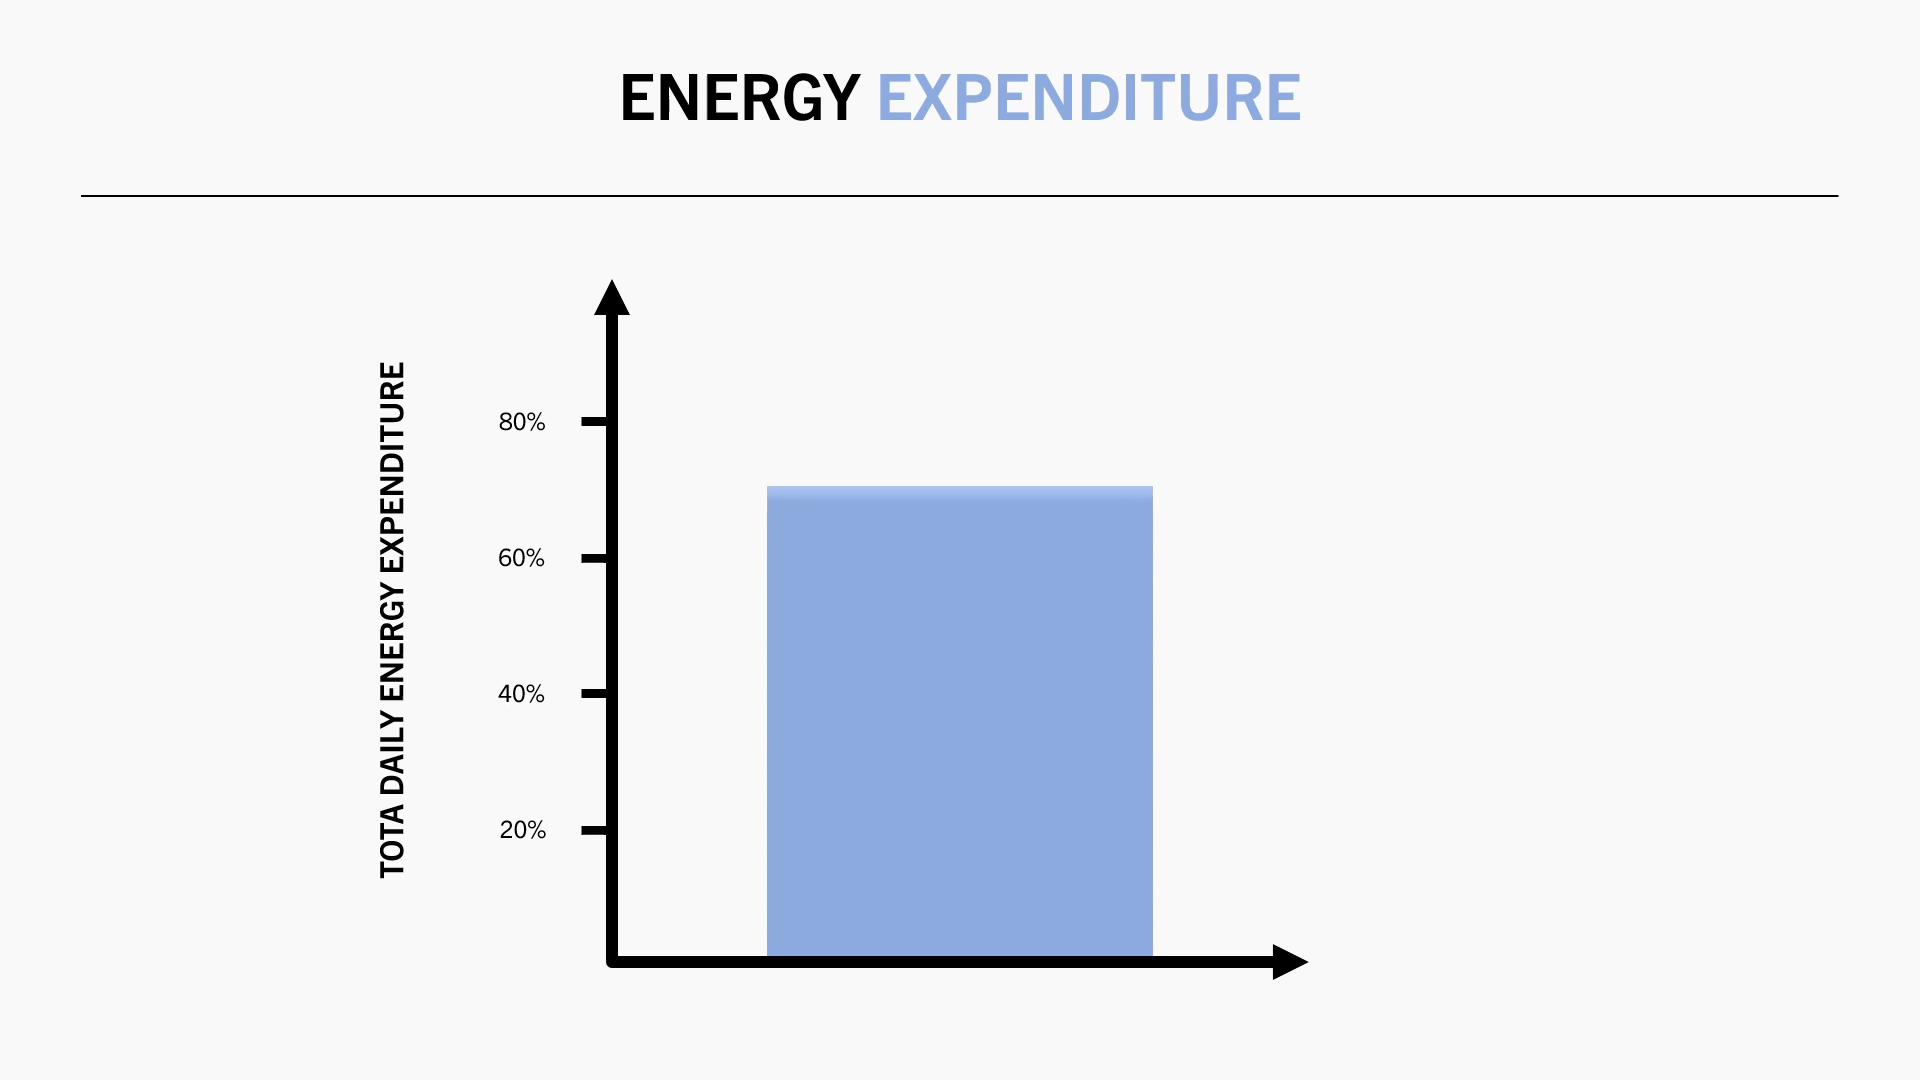 ENERGY EXPENDITURE
TOTA DAILY ENERGY EXPENDITURE
80%
60%
40%
20%